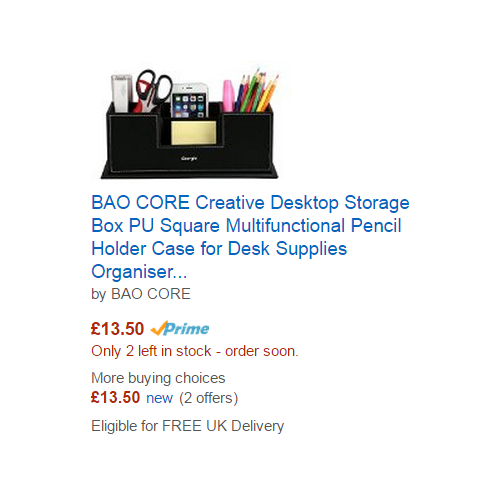 Georgio
BAO CORE Creative Desktop Storage
Box PU Square Multifunctional Pencil
Holder Case for Desk Supplies
Organiser...
by BAO CORE
£13.50 Prime
Only 2 left in stock - order soon.
More buying choices
£13.50 new (2 offers)
Eligible for FREE UK Delivery